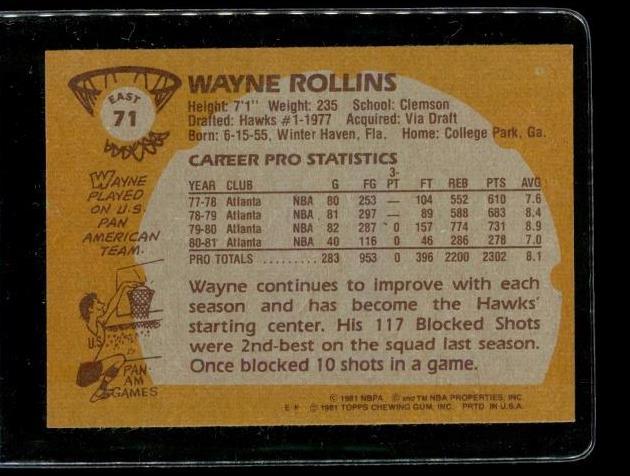 EAST
71
WAYNE ROLLINS
Height: 7'1" Weight: 235 School: Clemson
Drafted: Hawks #1-1977 Acquired: Via Draft
Born: 6-15-55, Winter Haven, Fla. Home: College Park, Ga.
CAREER PRO STATISTICS
YEAR CLUB G FG 3-PT FT REB PTS AVG
77-78 Atlanta NBA 80 253 — 104 552 610 7.6
78-79 Atlanta NBA 81 297 — 89 588 683 8.4
79-80 Atlanta NBA 82 287 0 157 774 731 8.9
80-81 Atlanta NBA 40 116 0 46 286 278 7.0
PRO TOTALS ......... 283 953 0 396 2200 2302 8.1
WAYNE
PLAYED
ON U.S.
PAN
AMERICAN
TEAM.
U.S.
PAN
AM
GAMES
Wayne continues to improve with each
season and has become the Hawks'
starting center. His 117 Blocked Shots
were 2nd-best on the squad last season.
Once blocked 10 shots in a game.
© 1981 NBPA © and TM NBA PROPERTIES, INC.
© 1981 TOPPS CHEWING GUM, INC. PRTD. IN U.S.A.